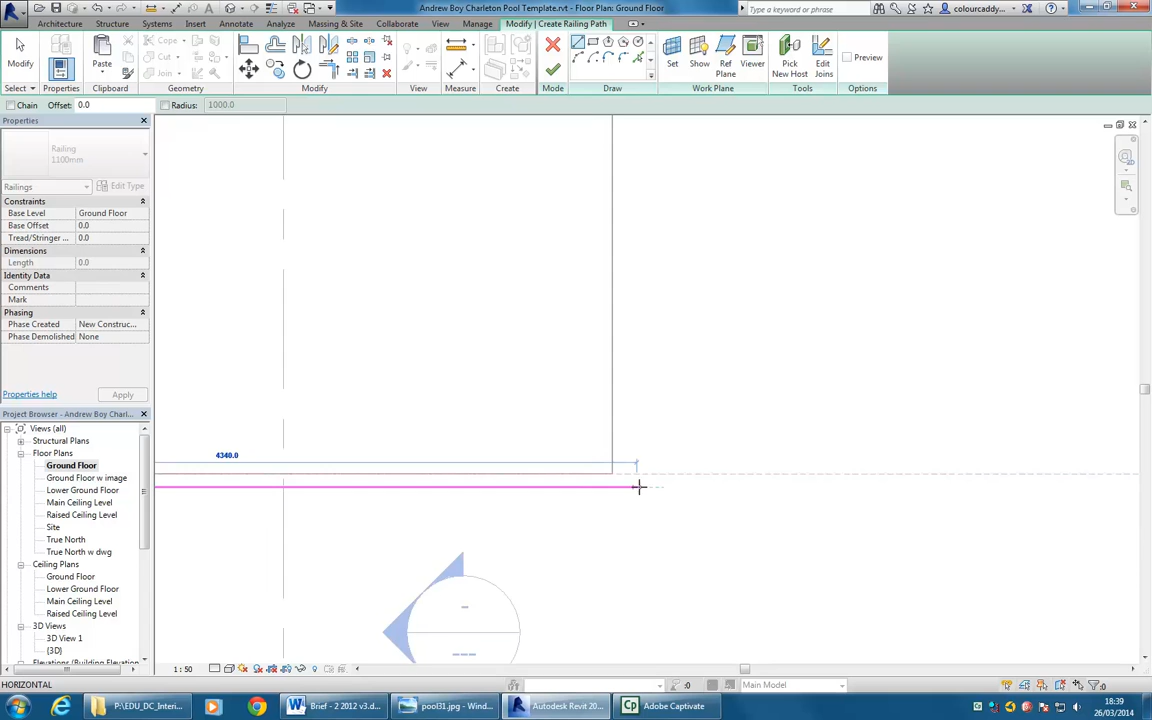 Andrew Boy Charleton Pool Template.rvt - Floor Plan: Ground Floor
Type a keyword or phrase
colourcaddy...
Architecture Structure Systems Insert Annotate Analyze Massing & Site Collaborate View Manage Modify | Create Railing Path
Modify
Paste
Cope
Cut
Join
Set Show Ref Plane Viewer
Pick New Host
Edit Joins
Preview
Select Properties Clipboard Geometry Modify View Measure Create Mode Draw Work Plane Tools Options
Chain Offset: 0.0 Radius: 1000.0
Properties
Railing
1100mm
Railings Edit Type
Constraints
Base Level Ground Floor
Base Offset 0.0
Tread/Stringer ... 0.0
Dimensions
Length 0.0
Identity Data
Comments
Mark
Phasing
Phase Created New Construc...
Phase Demolished None
Properties help Apply
Project Browser - Andrew Boy Charl...
Views (all)
Structural Plans
Floor Plans
Ground Floor
Ground Floor w image
Lower Ground Floor
Main Ceiling Level
Raised Ceiling Level
Site
True North
True North w dwg
Ceiling Plans
Ground Floor
Lower Ground Floor
Main Ceiling Level
Raised Ceiling Level
3D Views
3D View 1
{3D}
Elevations (Building Elevation
4340.0
1 : 50
HORIZONTAL
:0
Main Model
:0
P:\EDU_DC_Interi...
Brief - 2 2012 v3.d...
pool31.jpg - Wind...
Autodesk Revit 20...
Adobe Captivate
18:39
26/03/2014